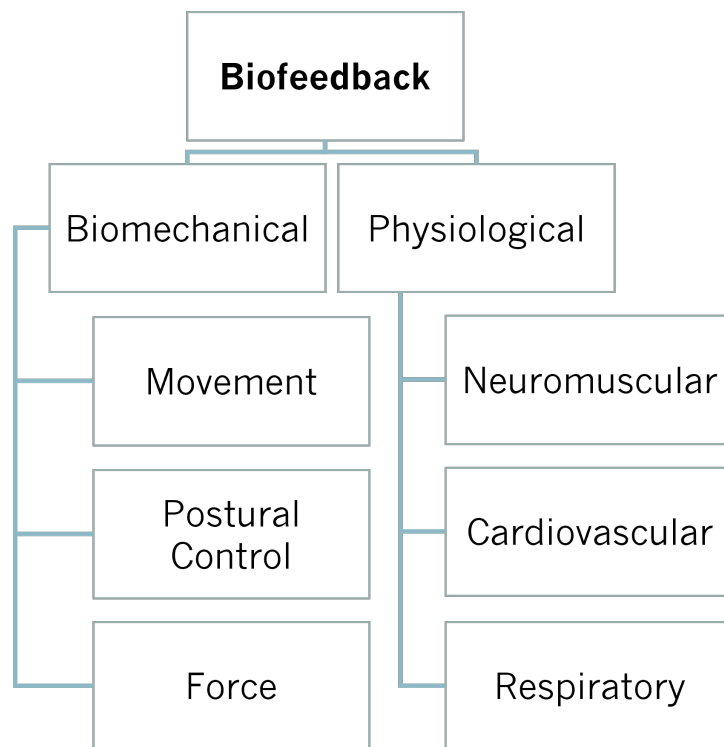 Biofeedback
Biomechanical
Physiological
Movement
Neuromuscular
Postural
Control
Cardiovascular
Force
Respiratory